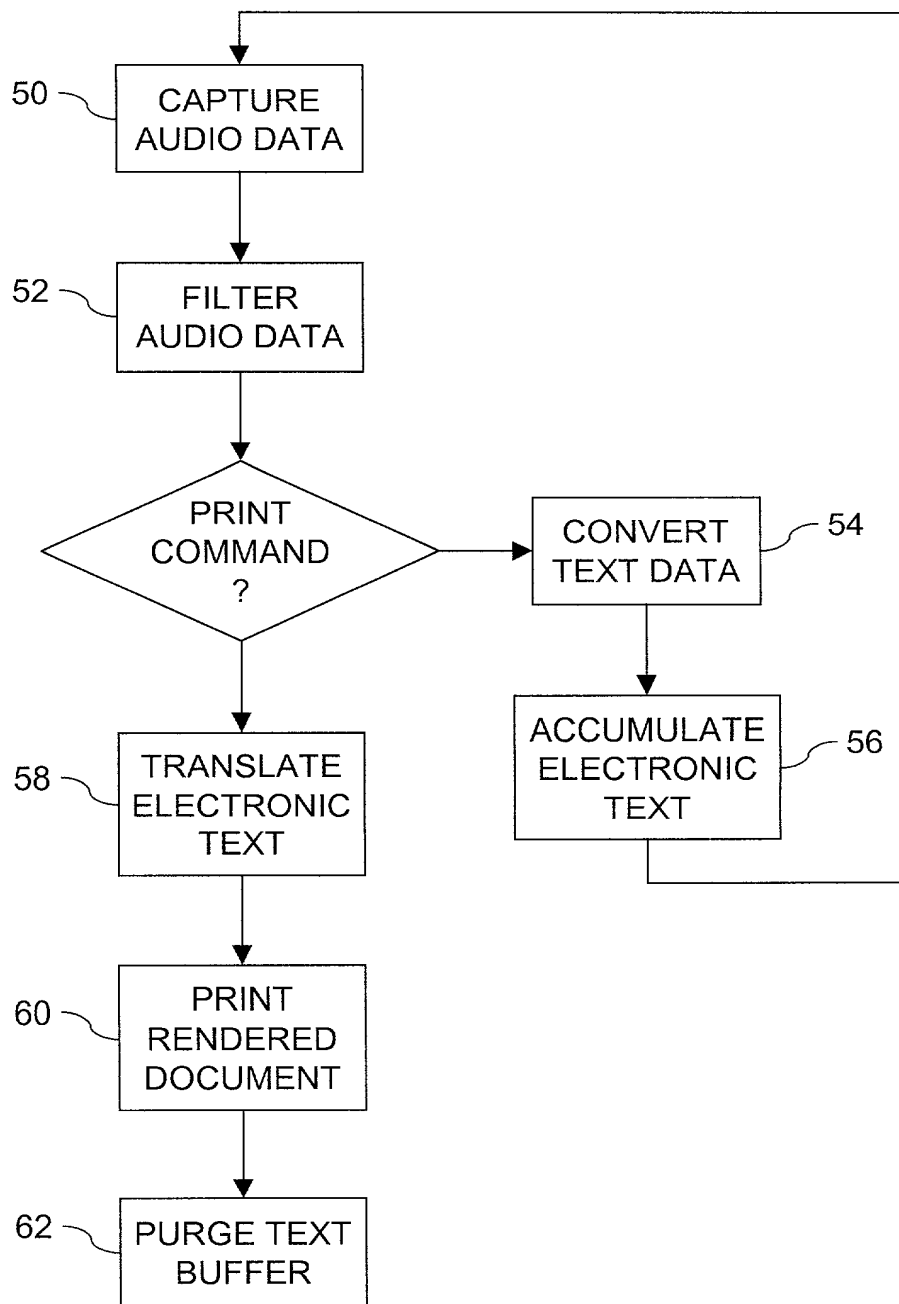 50
CAPTURE
AUDIO DATA
52
FILTER
AUDIO DATA
PRINT
COMMAND
?
CONVERT
TEXT DATA
54
ACCUMULATE
ELECTRONIC
TEXT
56
58
TRANSLATE
ELECTRONIC
TEXT
60
PRINT
RENDERED
DOCUMENT
62
PURGE TEXT
BUFFER